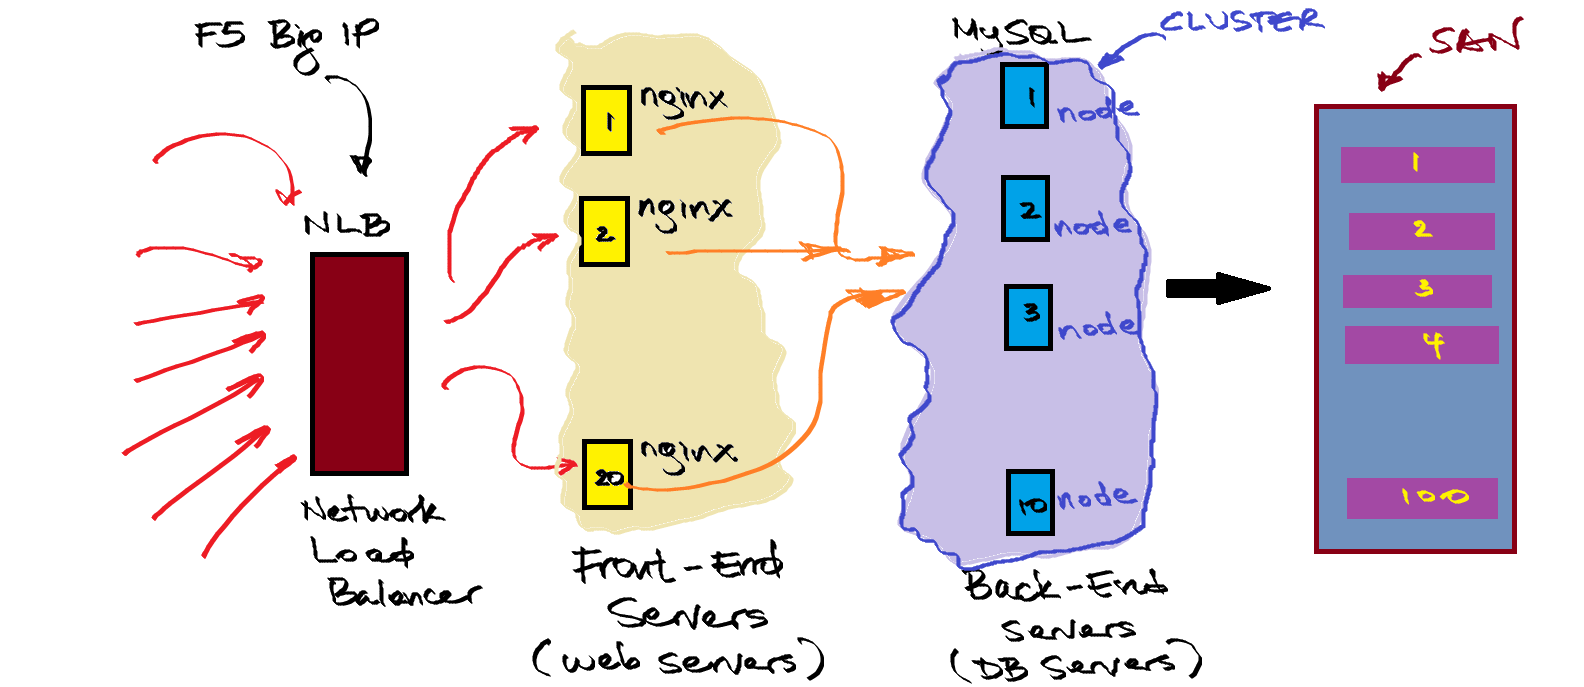 F5 Big IP
NLB
Network
Load
Balancer
1
nginx
2
nginx
20
nginx
Front-End
Servers
(web servers)
MySQL
CLUSTER
1
node
2
node
3
node
10
node
Back-End
Servers
(DB Servers)
SAN
1
2
3
4
100